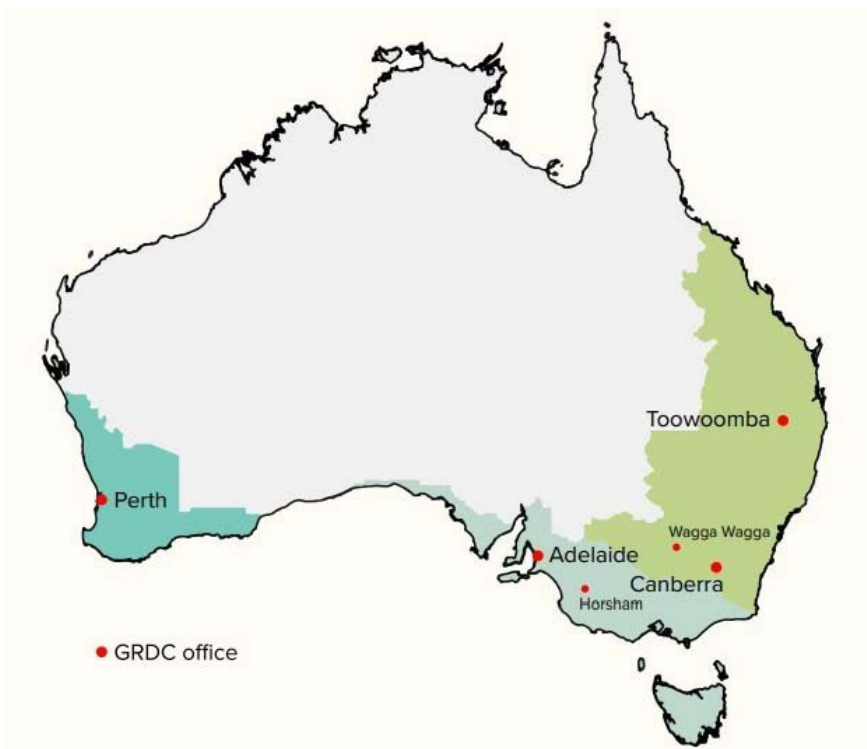 Toowoomba
Perth
Wagga Wagga
Adelaide
Canberra
Horsham
GRDC office